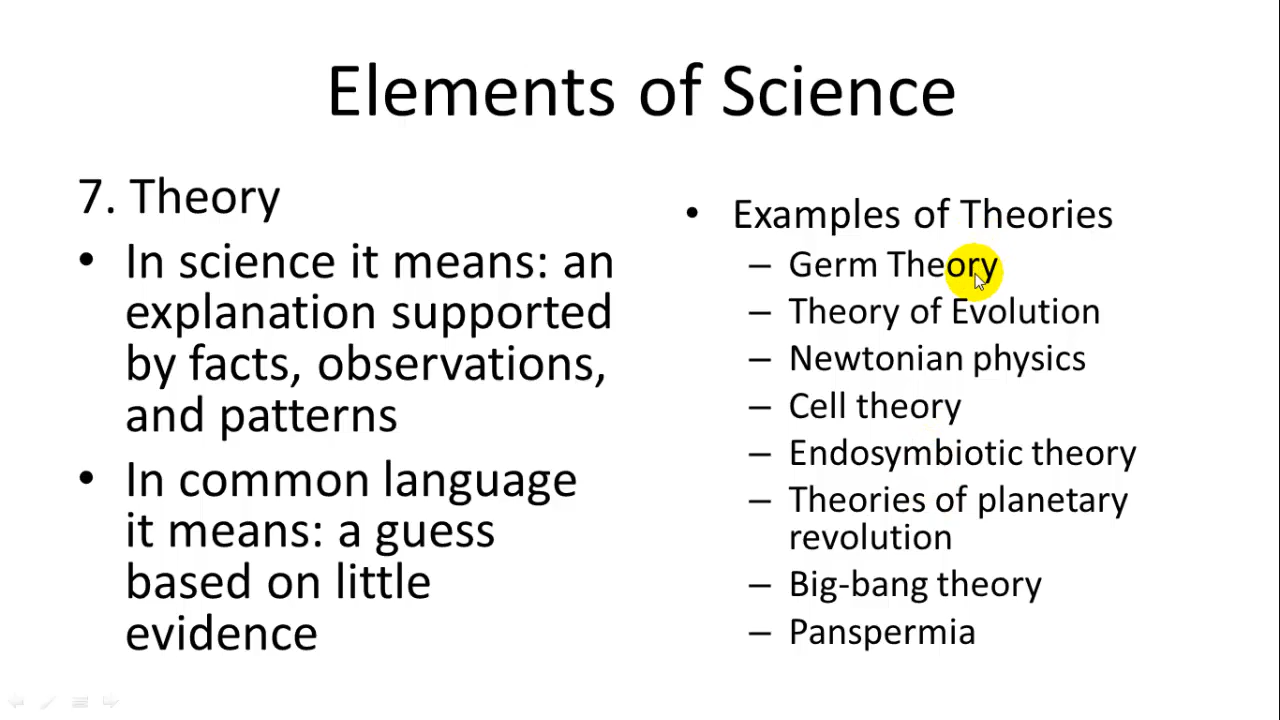 Elements of Science
7. Theory
• In science it means: an
explanation supported
by facts, observations,
and patterns
• In common language
it means: a guess
based on little
evidence
• Examples of Theories
– Germ Theory
– Theory of Evolution
– Newtonian physics
– Cell theory
– Endosymbiotic theory
– Theories of planetary
revolution
– Big-bang theory
– Panspermia